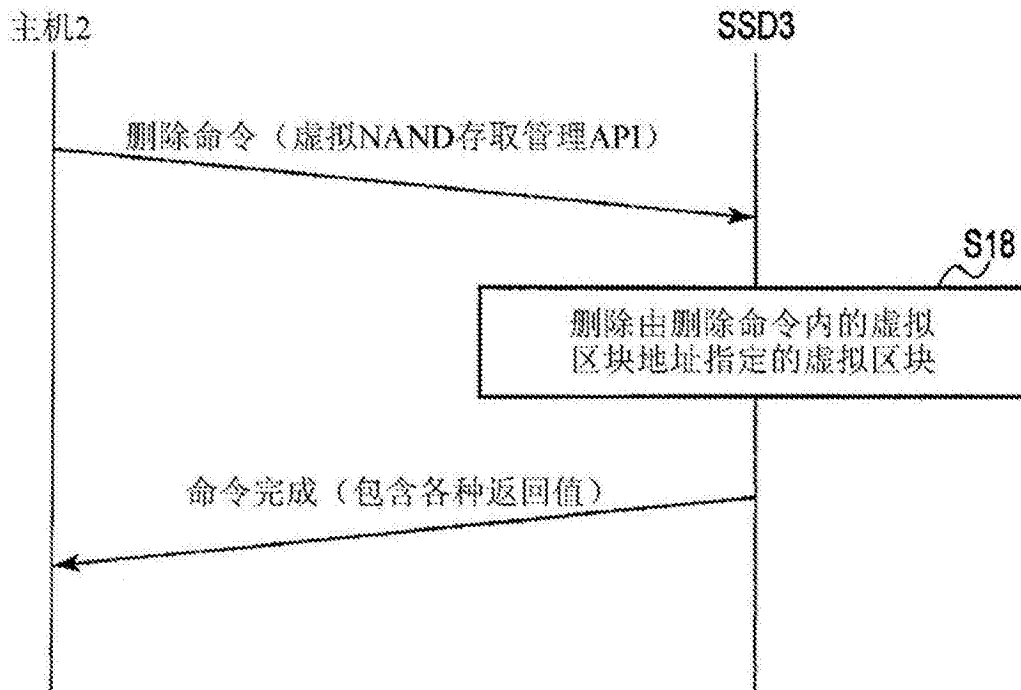 主机2
SSD3
删除命令（虚拟NAND存取管理API）
S18
删除由删除命令内的虚拟
区块地址指定的虚拟区块
命令完成（包含各种返回值）